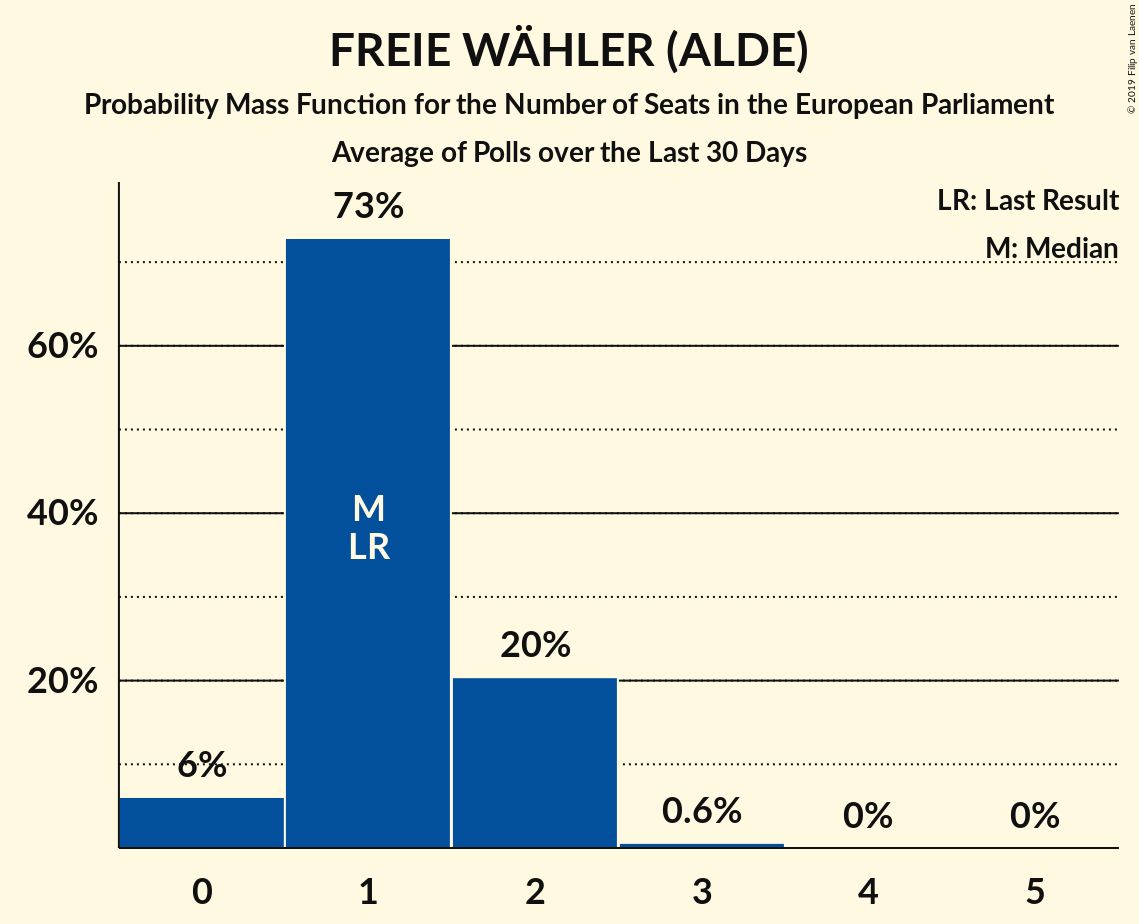 FREIE WÄHLER (ALDE)
Probability Mass Function for the Number of Seats in the European Parliament
Average of Polls over the Last 30 Days
© 2019 Filip van Laenen
LR: Last Result
M: Median
73%
60%
M
40%
LR
20%
20%
6%
0.6%
0%
0%
0
1
2
3
4
5